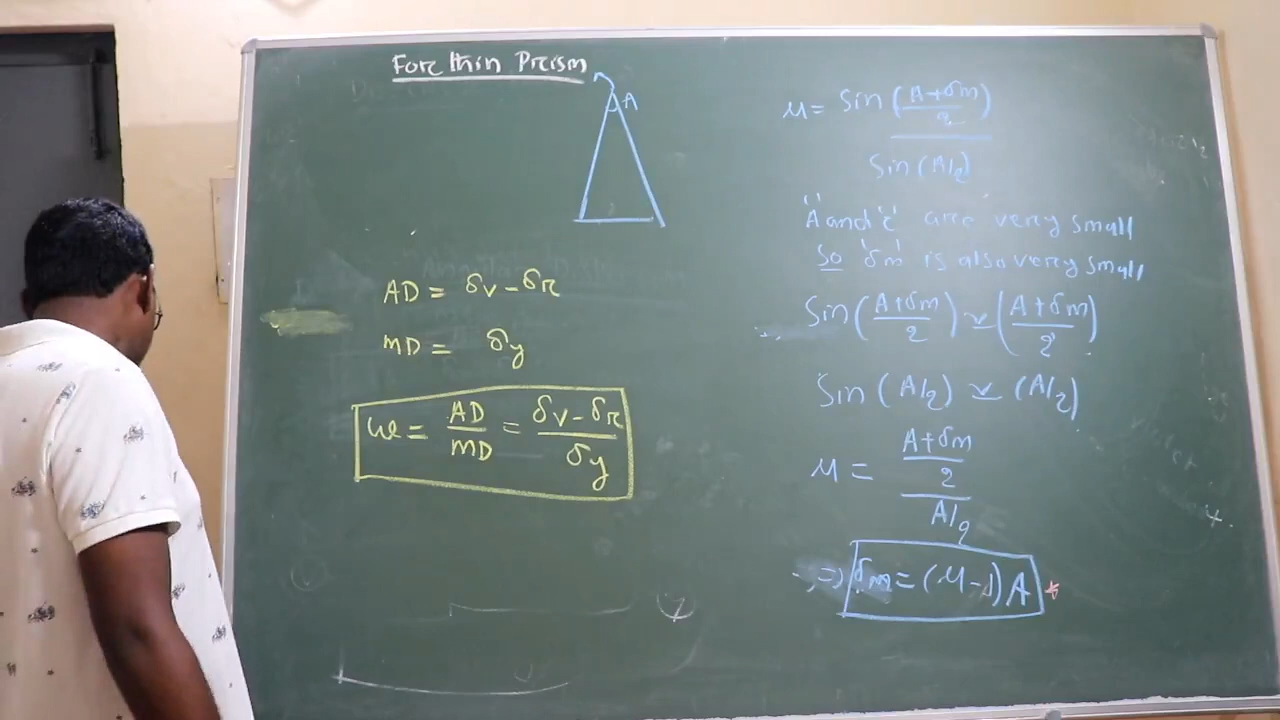 For thin Prism
A
AD = δv - δr
MD = δy
ω = AD/MD = (δv - δr)/δy
μ = Sin((A+δm)/2) / Sin(A/2)
'A' and 'i' are very small
So 'δm' is also very small
Sin((A+δm)/2) ≃ ((A+δm)/2)
Sin(A/2) ≃ (A/2)
μ = ((A+δm)/2) / (A/2)
=> δm = (μ-1)A *